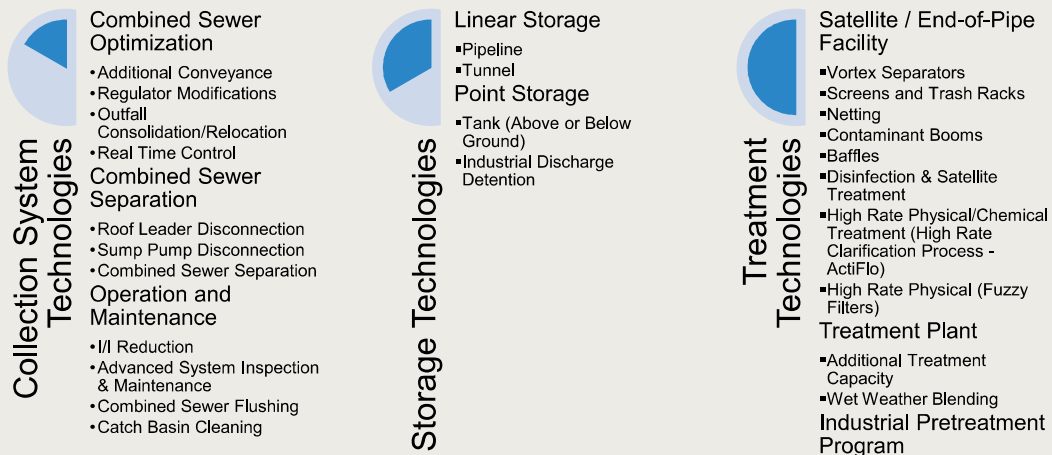 Collection System
Technologies
Combined Sewer
Optimization
•Additional Conveyance
•Regulator Modifications
•Outfall
Consolidation/Relocation
•Real Time Control
Combined Sewer
Separation
•Roof Leader Disconnection
•Sump Pump Disconnection
•Combined Sewer Separation
Operation and
Maintenance
•I/I Reduction
•Advanced System Inspection
& Maintenance
•Combined Sewer Flushing
•Catch Basin Cleaning
Storage Technologies
Linear Storage
▪Pipeline
▪Tunnel
Point Storage
▪Tank (Above or Below
Ground)
▪Industrial Discharge
Detention
Treatment
Technologies
Satellite / End-of-Pipe
Facility
▪Vortex Separators
▪Screens and Trash Racks
▪Netting
▪Contaminant Booms
▪Baffles
▪Disinfection & Satellite
Treatment
▪High Rate Physical/Chemical
Treatment (High Rate
Clarification Process -
ActiFlo)
▪High Rate Physical (Fuzzy
Filters)
Treatment Plant
▪Additional Treatment
Capacity
▪Wet Weather Blending
Industrial Pretreatment
Program